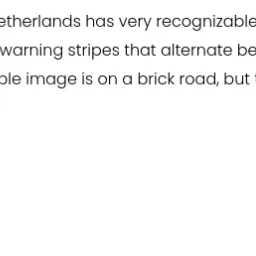 etherlands has very recognizable
warning stripes that alternate be
ple image is on a brick road, but